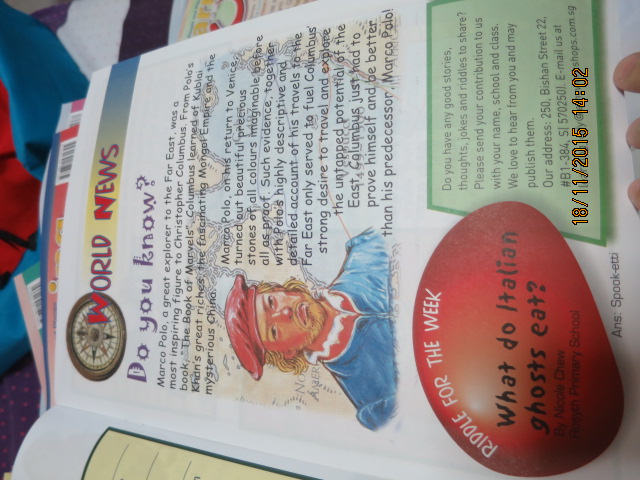 WORLD NEWS
Do you know?
Marco Polo, a great explorer to the Far East, was a
most inspiring figure to Christopher Columbus. From Polo's
book, "The Book of Marvels", Columbus learned of Kublai
Khan's great riches, the fascinating Mongol Empire and the
mysterious China.
Marco Polo, on his return to Venice,
turned out beautiful precious
stones of all colours imaginable before
all as proof. Such evidence, together
with Polo's highly descriptive and
detailed accounts of his travels to the
Far East only served to fuel Columbus'
strong desire to travel and explore
the untapped potential of the
East. Columbus just had to
prove himself and be better
than his predecessor, Marco Polo!
RIDDLE FOR THE WEEK
What do Italian
ghosts eat?
By Nicole Chew
Rosyth Primary School
Ans: Spook-etti
Do you have any good stories,
thoughts, jokes and riddles to share?
Please send your contribution to us
with your name, school and class.
We love to hear from you and may
publish them.
Our address: 250, Bishan Street 22,
#B1-384, S( 570250). E-mail us at
shops.com.sg
18/11/2015 14:02